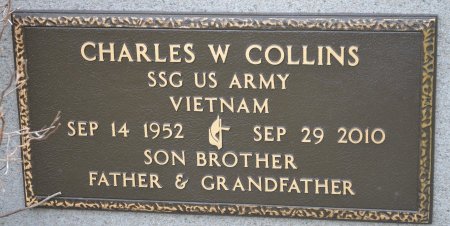 CHARLES W COLLINS
SSG US ARMY
VIETNAM
SEP 14 1952 SEP 29 2010
SON BROTHER
FATHER & GRANDFATHER